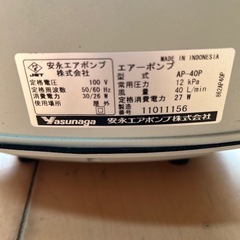 MADE IN INDONESIA
JET
安永エアポンプ
株式会社
定格電圧 100 V
定格周波数 50/60 Hz
消費電力 30/26 W
使用場所 屋外
エアーポンプ
型式 AP-40P
常用圧力 12 kPa
風量 40 L/min
消費電力 27 W
製造番号 11011156
862AP40P
Yasunaga 安永エアポンプ株式会社